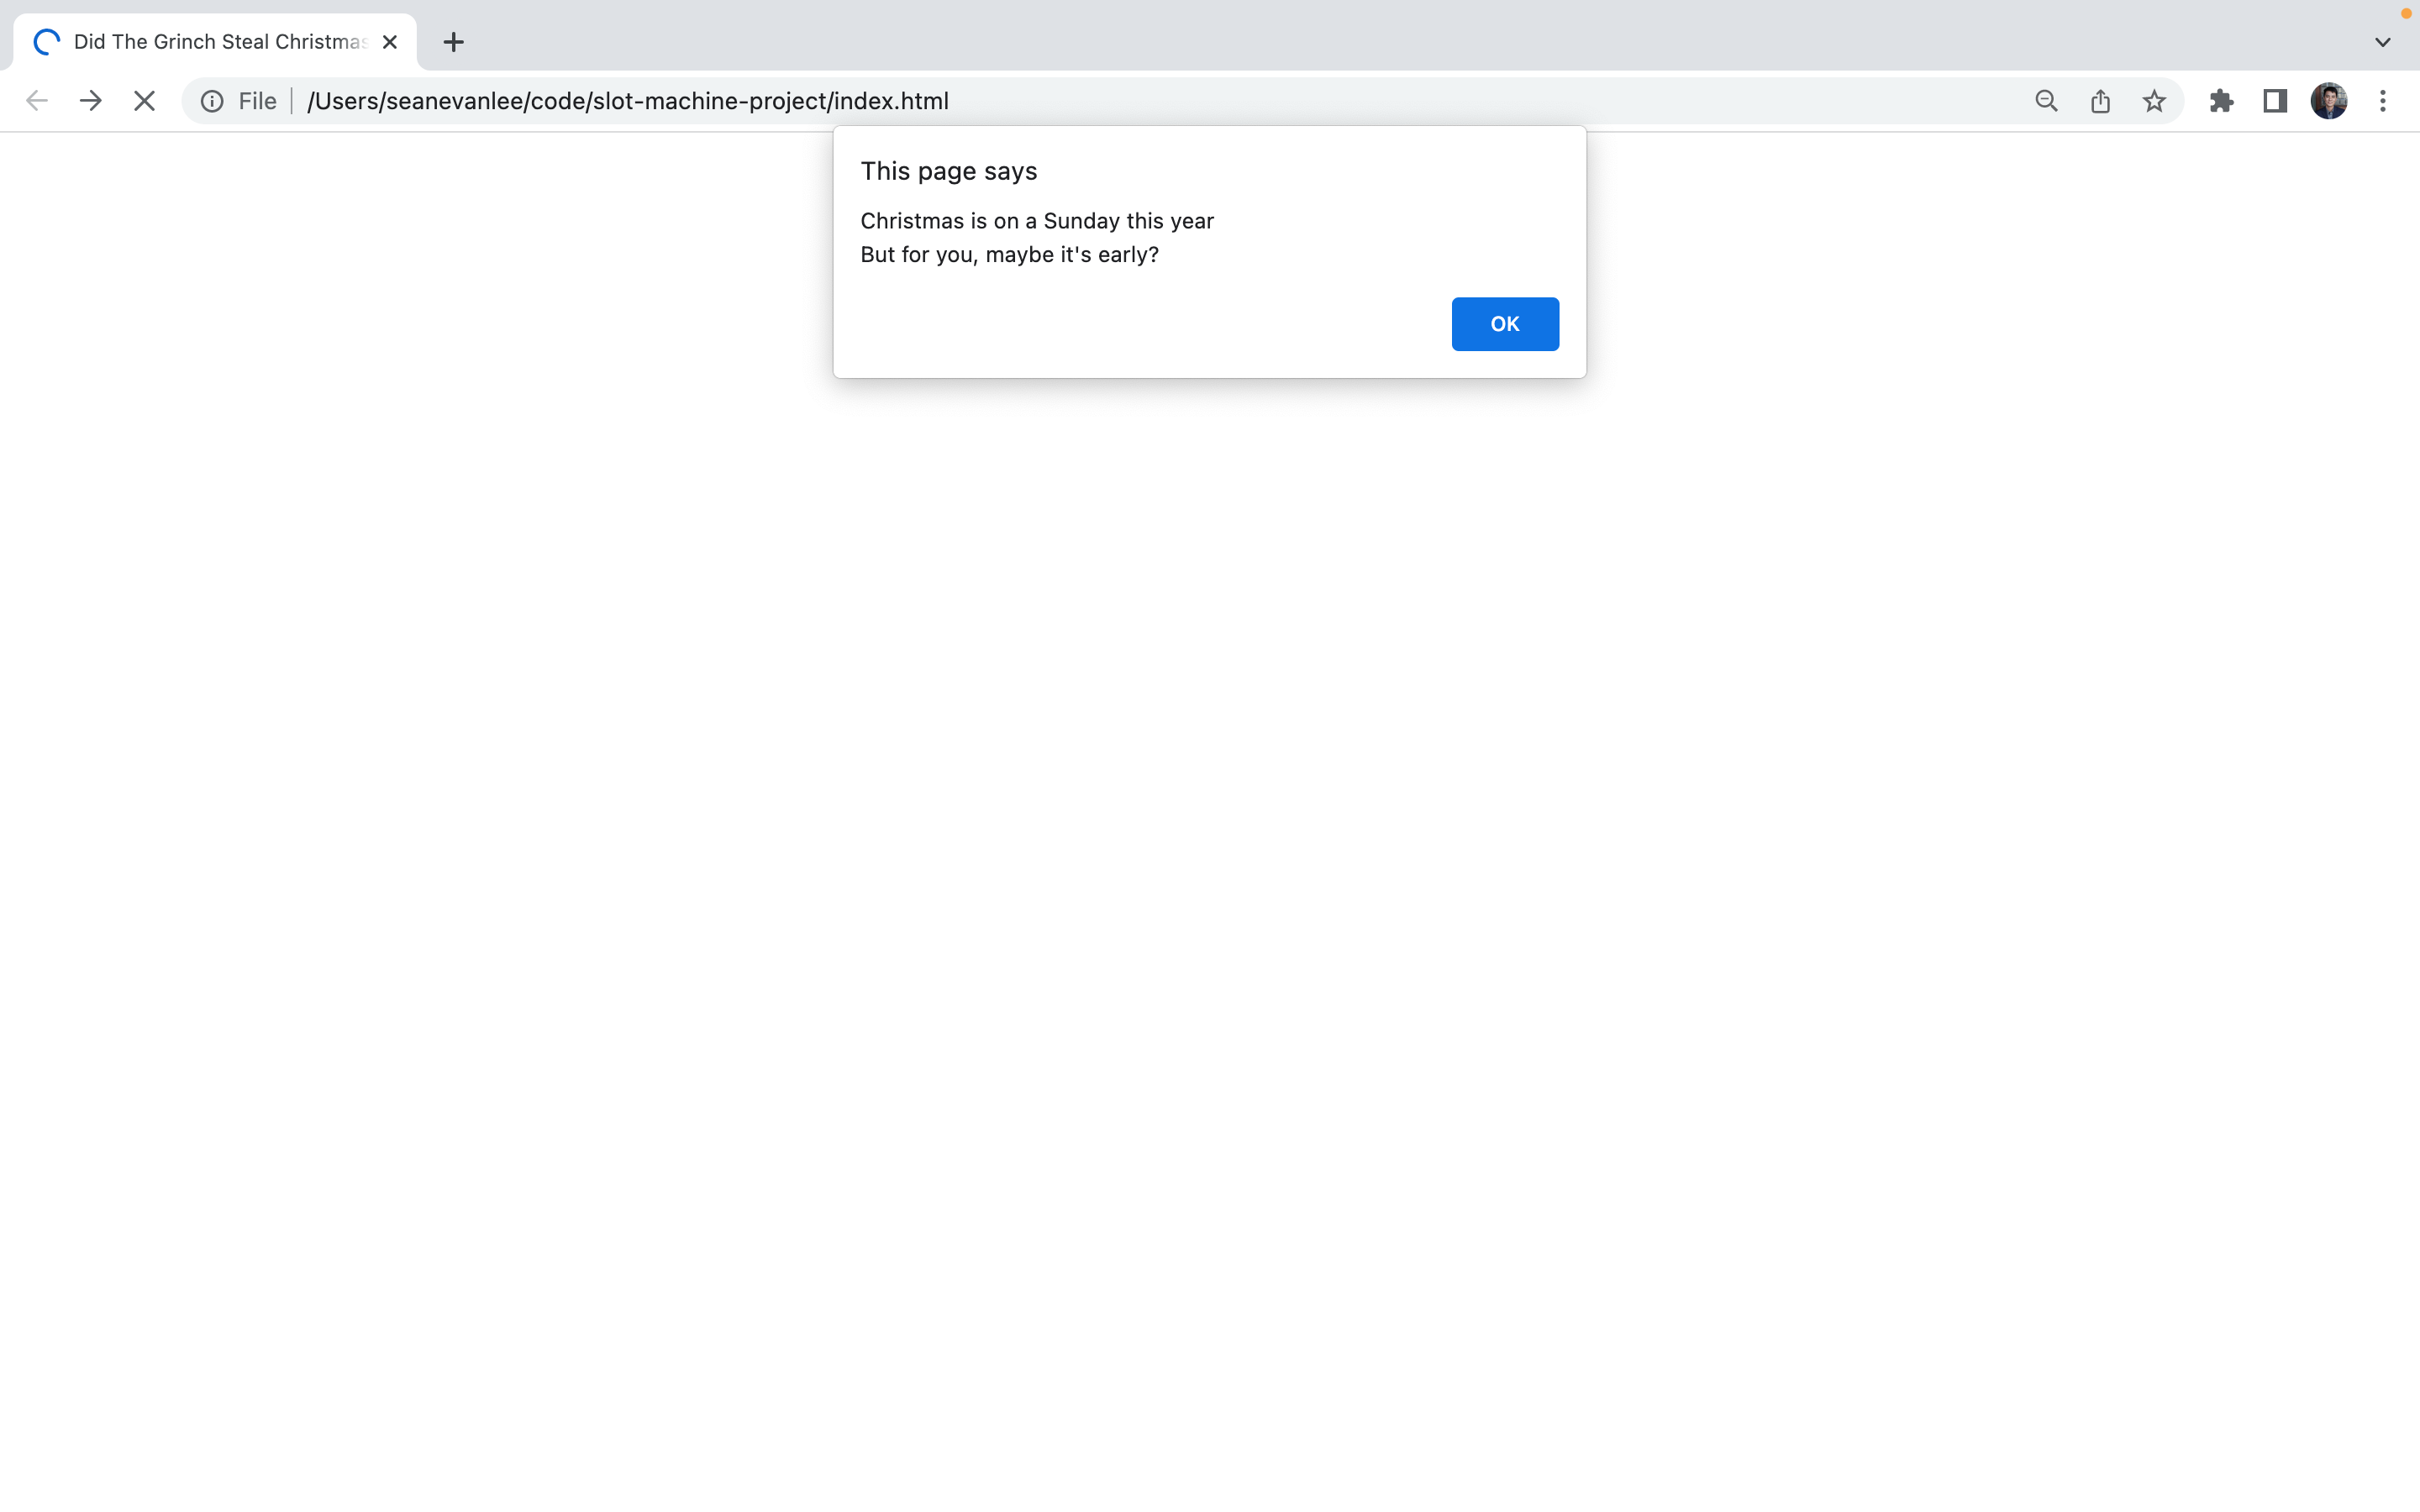 Did The Grinch Steal Christmas
File /Users/seanevanlee/code/slot-machine-project/index.html
This page says
Christmas is on a Sunday this year
But for you, maybe it's early?
OK